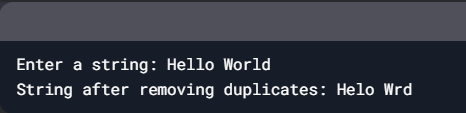 Enter a string: Hello World
String after removing duplicates: Helo Wrd